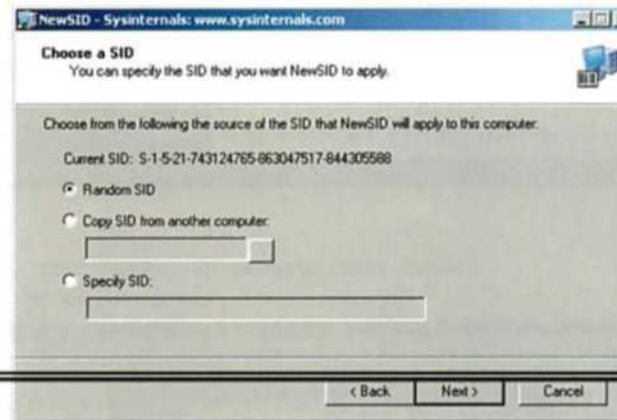 NewSID - Sysinternals: www.sysinternals.com
Choose a SID
You can specify the SID that you want NewSID to apply.
Choose from the following the source of the SID that NewSID will apply to this computer:
Current SID: S-1-5-21-743124765-863047517-844305588
Random SID
Copy SID from another computer:
Specify SID:
< Back
Next >
Cancel